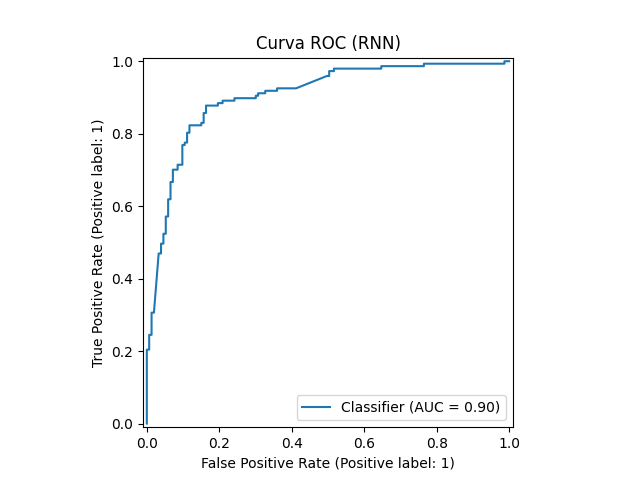 Curva ROC (RNN)
True Positive Rate (Positive label: 1)
1.0
0.8
0.6
0.4
0.2
0.0
Classifier (AUC = 0.90)
0.0 0.2 0.4 0.6 0.8 1.0
False Positive Rate (Positive label: 1)